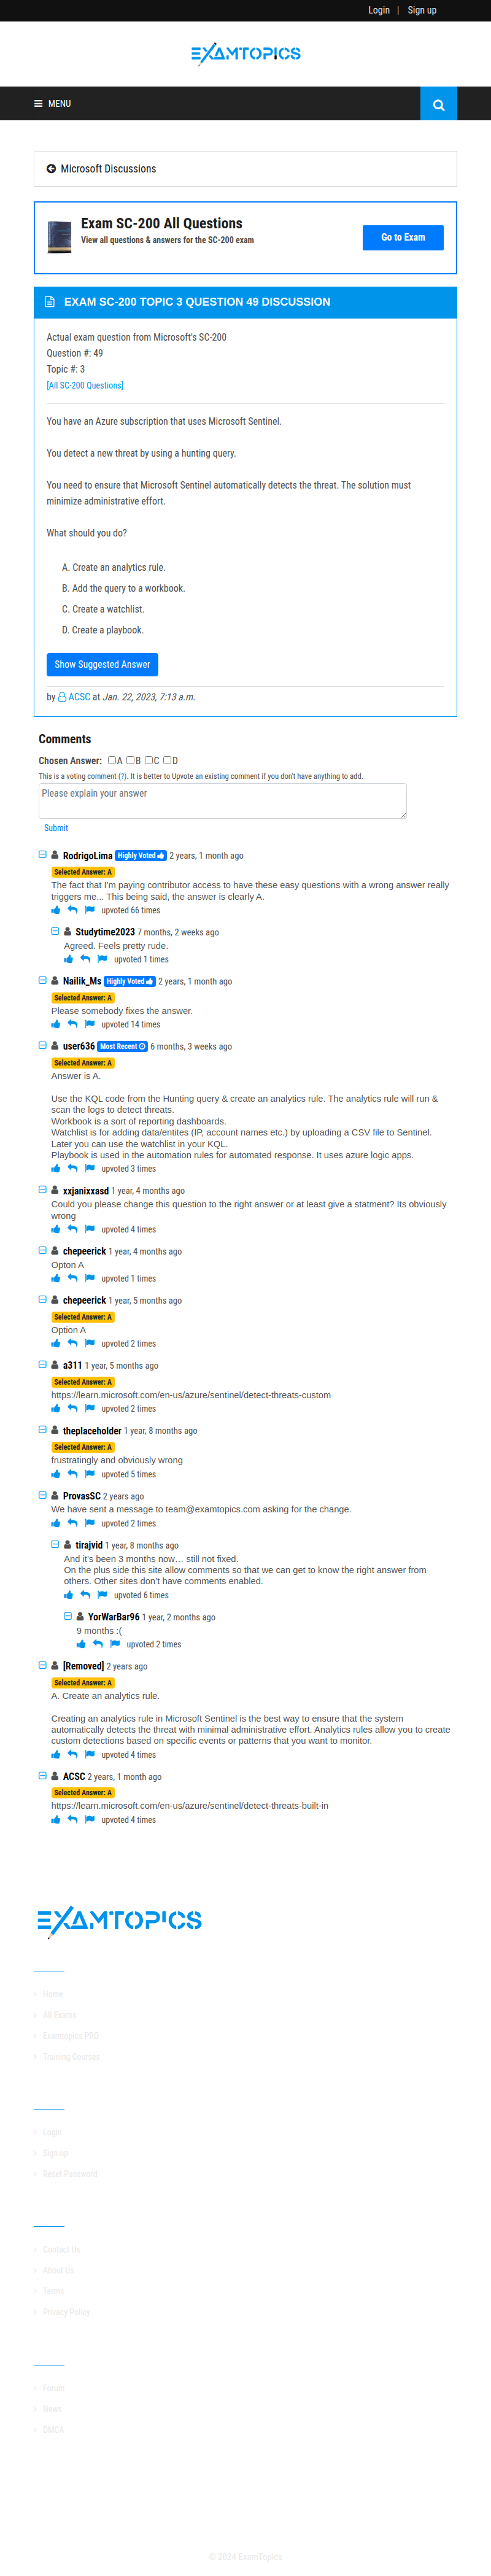 Login | Sign up
EXAMTOPICS
MENU
Microsoft Discussions
Exam SC-200 All Questions
View all questions & answers for the SC-200 exam
Go to Exam
EXAM SC-200 TOPIC 3 QUESTION 49 DISCUSSION
Actual exam question from Microsoft's SC-200
Question #: 49
Topic #: 3
[All SC-200 Questions]
You have an Azure subscription that uses Microsoft Sentinel.
You detect a new threat by using a hunting query.
You need to ensure that Microsoft Sentinel automatically detects the threat. The solution must
minimize administrative effort.
What should you do?
A. Create an analytics rule.
B. Add the query to a workbook.
C. Create a watchlist.
D. Create a playbook.
Show Suggested Answer
by ACSC at Jan. 22, 2023, 7:13 a.m.
Comments
Chosen Answer: A B C D
This is a voting comment (?). It is better to Upvote an existing comment if you don't have anything to add.
Please explain your answer
Submit
RodrigoLima Highly Voted 2 years, 1 month ago
Selected Answer: A
The fact that I'm paying contributor access to have these easy questions with a wrong answer really
triggers me... This being said, the answer is clearly A.
upvoted 66 times
Studytime2023 7 months, 2 weeks ago
Agreed. Feels pretty rude.
upvoted 1 times
Nailik_Ms Highly Voted 2 years, 1 month ago
Selected Answer: A
Please somebody fixes the answer.
upvoted 14 times
user636 Most Recent 6 months, 3 weeks ago
Selected Answer: A
Answer is A.
Use the KQL code from the Hunting query & create an analytics rule. The analytics rule will run &
scan the logs to detect threats.
Workbook is a sort of reporting dashboards.
Watchlist is for adding data/entites (IP, account names etc.) by uploading a CSV file to Sentinel.
Later you can use the watchlist in your KQL.
Playbook is used in the automation rules for automated response. It uses azure logic apps.
upvoted 3 times
xxjanixxasd 1 year, 4 months ago
Could you please change this question to the right answer or at least give a statment? Its obviously
wrong
upvoted 4 times
chepeerick 1 year, 4 months ago
Opton A
upvoted 1 times
chepeerick 1 year, 5 months ago
Selected Answer: A
Option A
upvoted 2 times
a311 1 year, 5 months ago
Selected Answer: A
https://learn.microsoft.com/en-us/azure/sentinel/detect-threats-custom
upvoted 2 times
theplaceholder 1 year, 8 months ago
Selected Answer: A
frustratingly and obviously wrong
upvoted 5 times
ProvasSC 2 years ago
We have sent a message to team@examtopics.com asking for the change.
upvoted 2 times
tirajvid 1 year, 8 months ago
And it's been 3 months now… still not fixed.
On the plus side this site allow comments so that we can get to know the right answer from
others. Other sites don't have comments enabled.
upvoted 6 times
YorWarBar96 1 year, 2 months ago
9 months :(
upvoted 2 times
[Removed] 2 years ago
Selected Answer: A
A. Create an analytics rule.
Creating an analytics rule in Microsoft Sentinel is the best way to ensure that the system
automatically detects the threat with minimal administrative effort. Analytics rules allow you to create
custom detections based on specific events or patterns that you want to monitor.
upvoted 4 times
ACSC 2 years, 1 month ago
Selected Answer: A
https://learn.microsoft.com/en-us/azure/sentinel/detect-threats-built-in
upvoted 4 times
EXAMTOPICS
Home
All Exams
Examtopics PRO
Training Courses
Login
Sign up
Reset Password
Contact Us
About Us
Terms
Privacy Policy
Forum
News
DMCA
© 2024 ExamTopics